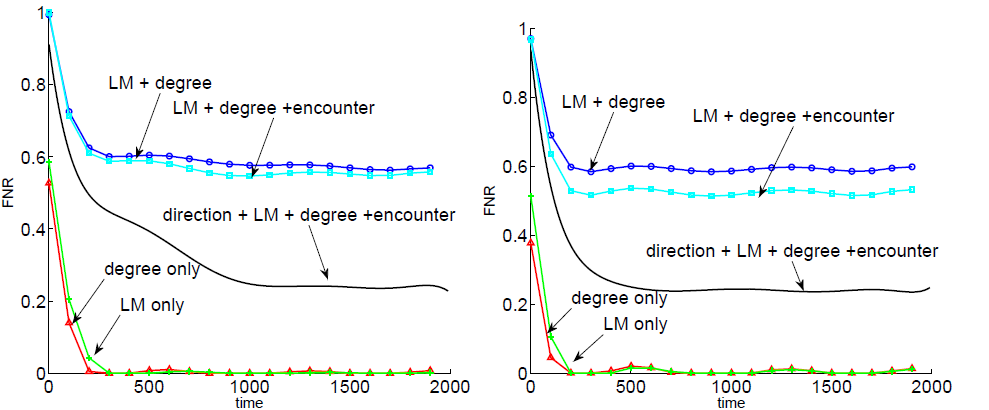 1
0.8
0.6
0.4
0.2
0
FNR
LM + degree
LM + degree +encounter
direction + LM + degree +encounter
degree only
LM only
0 500 1000 1500 2000
time
1
0.8
0.6
0.4
0.2
0
FNR
LM + degree
LM + degree +encounter
direction + LM + degree +encounter
degree only
LM only
0 500 1000 1500 2000
time